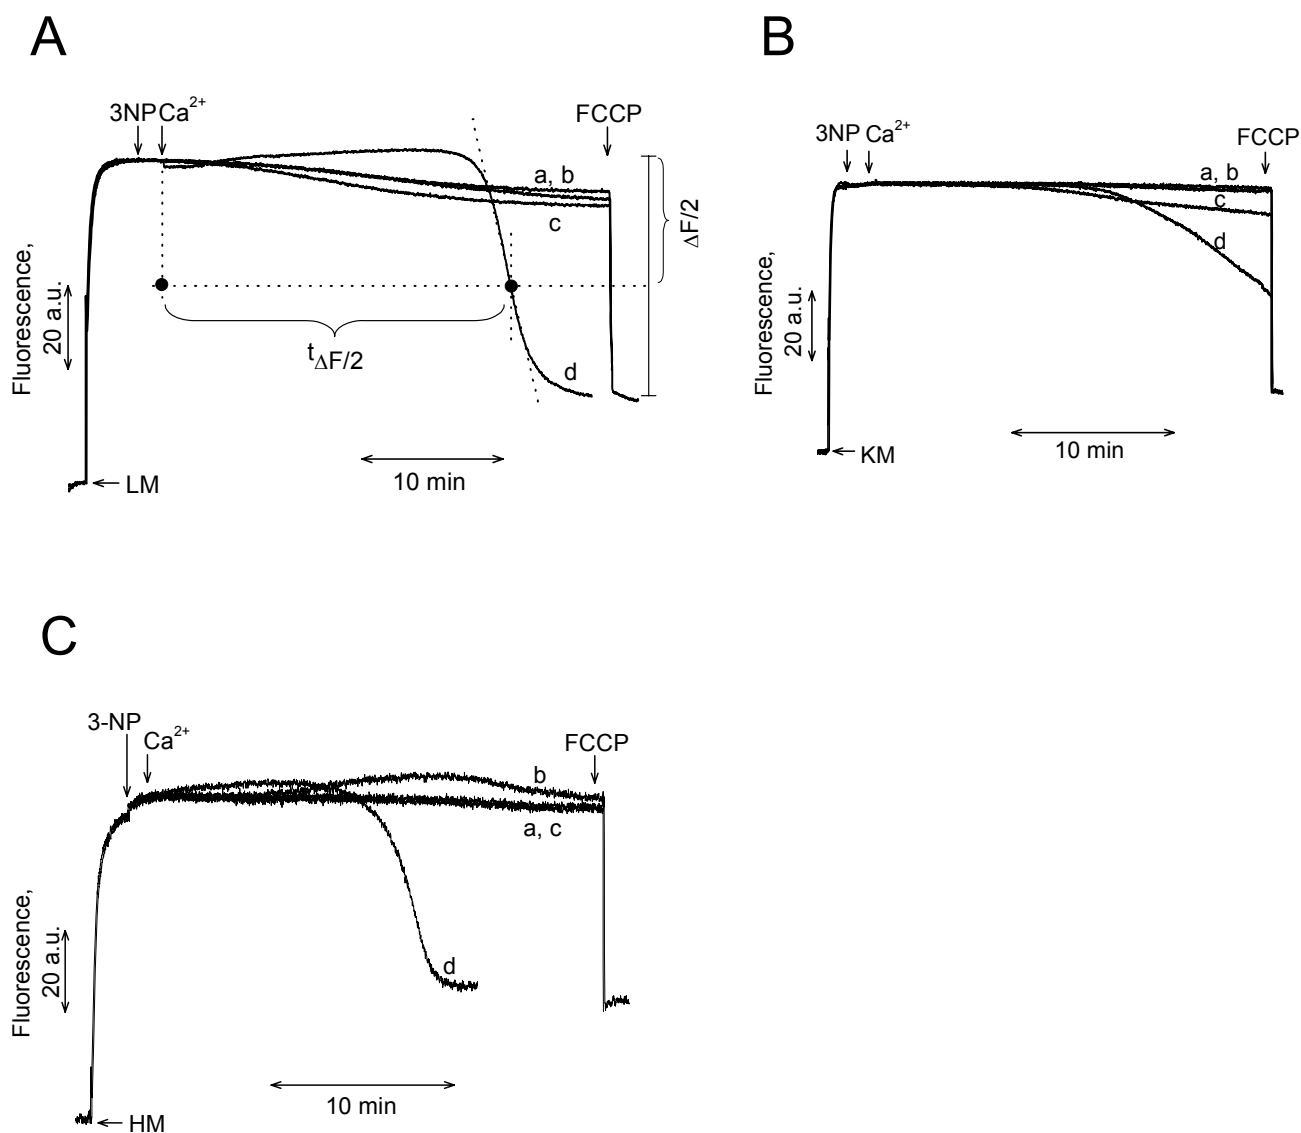 A
3NP Ca²⁺
FCCP
a, b
c
ΔF/2
Fluorescence,
20 a.u.
tΔF/2
d
10 min
LM
B
3NP Ca²⁺
FCCP
a, b
c
d
Fluorescence,
20 a.u.
10 min
KM
C
3-NP
Ca²⁺
FCCP
b
a, c
Fluorescence,
20 a.u.
d
10 min
HM